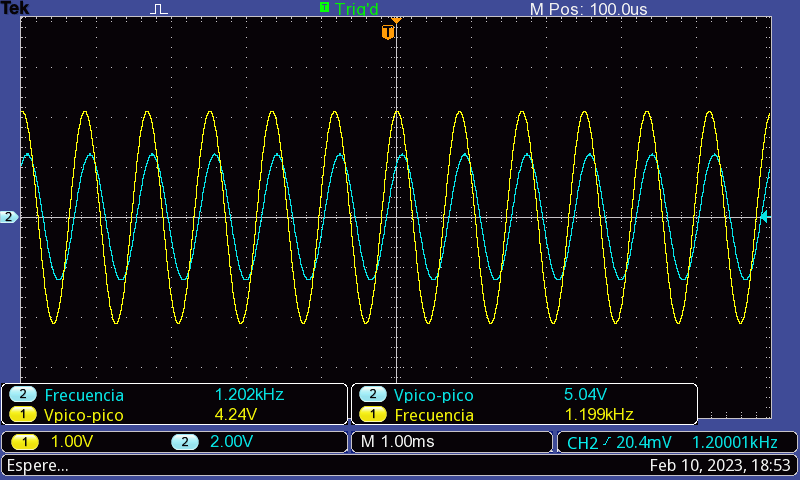 Tek T Trig'd M Pos: 100.0us
T
2
2 Frecuencia 1.202kHz 2 Vpico-pico 5.04V
1 Vpico-pico 4.24V 1 Frecuencia 1.199kHz
1 1.00V 2 2.00V M 1.00ms CH2 20.4mV 1.20001kHz
Espere... Feb 10, 2023, 18:53